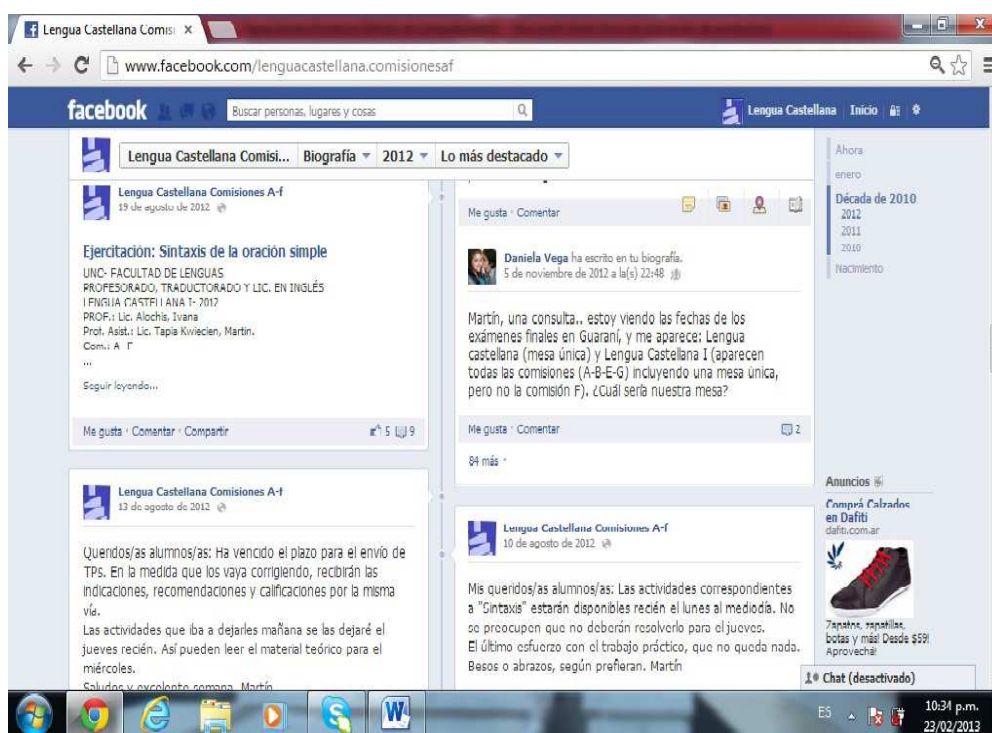 Lengua Castellana Comisi
www.facebook.com/lenguacastellana.comisionesaf
facebook
Buscar personas, lugares y cosas
Lengua Castellana
Inicio
Lengua Castellana Comisi... Biografía 2012 Lo más destacado
Lengua Castellana Comisiones A-f
19 de agosto de 2012
Ejercitación: Sintaxis de la oración simple
UNC- FACULTAD DE LENGUAS
PROFESORADO, TRADUCTORADO Y LIC. EN INGLÉS
LENGUA CASTELLANA I- 2012
PROF.: Lic. Alochis, Ivana
Prof. Asist.: Lic. Tapia Kwiecien, Martin.
Com.: A F
...
Seguir leyendo...
Me gusta · Comentar · Compartir
5 9
Lengua Castellana Comisiones A-f
13 de agosto de 2012
Queridos/as alumnos/as: Ha vencido el plazo para el envío de
TPs. En la medida que los vaya corrigiendo, recibirán las
indicaciones, recomendaciones y calificaciones por la misma
vía.
Las actividades que iba a dejarles mañana se las dejaré el
jueves recién. Así pueden leer el material teórico para el
miércoles.
Saludos y excelente semana. Martín
Me gusta · Comentar
Daniela Vega ha escrito en tu biografía.
5 de noviembre de 2012 a la(s) 22:48
Martín, una consulta.. estoy viendo las fechas de los
exámenes finales en Guaraní, y me aparece: Lengua
castellana (mesa única) y Lengua Castellana I (aparecen
todas las comisiones (A-B-E-G) incluyendo una mesa única,
pero no la comisión F). ¿Cuál sería nuestra mesa?
Me gusta · Comentar
2
84 más
Lengua Castellana Comisiones A-f
10 de agosto de 2012
Mis queridos/as alumnos/as: Las actividades correspondientes
a "Sintaxis" estarán disponibles recién el lunes al mediodía. No
se preocupen que no deberán resolverlo para el jueves.
El último esfuerzo con el trabajo práctico, que no queda nada.
Besos o abrazos, según prefieran. Martín
Ahora
enero
Década de 2010
2012
2011
2010
Nacimiento
Anuncios
Comprá Calzados
en Dafiti
dafiti.com.ar
Zapatos, zapatillas,
botas y más! Desde $59!
Aprovechá!
Chat (desactivado)
ES
10:34 p.m.
23/02/2013